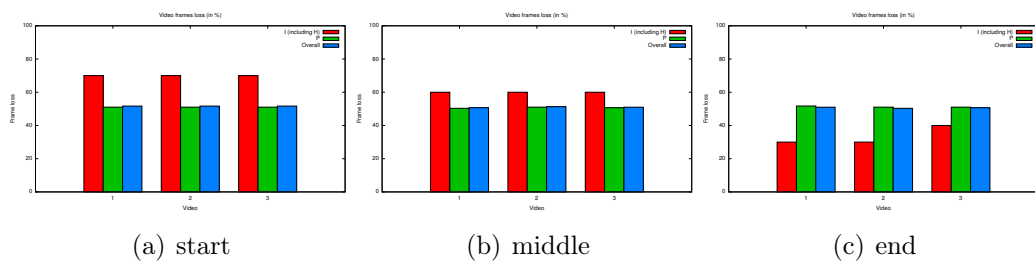 Video frames loss (in %)
100
80
60
40
20
0
Frame loss
I (including H)
P
Overall
1 2 3
Video
(a) start
Video frames loss (in %)
100
80
60
40
20
0
Frame loss
I (including H)
P
Overall
1 2 3
Video
(b) middle
Video frames loss (in %)
100
80
60
40
20
0
Frame loss
I (including H)
P
Overall
1 2 3
Video
(c) end